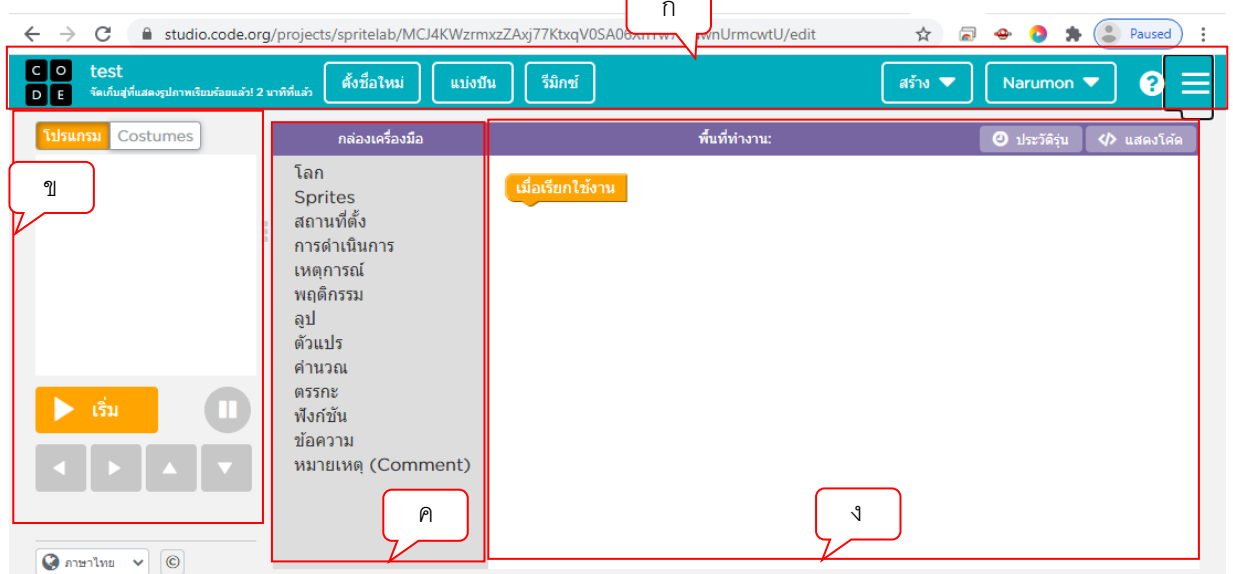 ก
studio.code.org/projects/spritelab/MCJ4KWzrmxzZAxj77KtxqV0SA06
UrmcwtU/edit
Paused
CODE
test
จัดเก็บสู่ที่แสดงรูปภาพเรียบร้อยแล้ว! 2 นาทีที่แล้ว
ตั้งชื่อใหม่
แบ่งปัน
รีมิกซ์
สร้าง
Narumon
?
โปรแกรม Costumes
กล่องเครื่องมือ
พื้นที่ทำงาน:
ประวัติรุ่น
แสดงโค้ด
ข
โลก
Sprites
สถานที่ตั้ง
การดำเนินการ
เหตุการณ์
พฤติกรรม
ลูป
ตัวแปร
คำนวณ
ตรรกะ
ฟังก์ชัน
ข้อความ
หมายเหตุ (Comment)
เมื่อเรียกใช้งาน
เริ่ม
ค
ง
ภาษาไทย
©